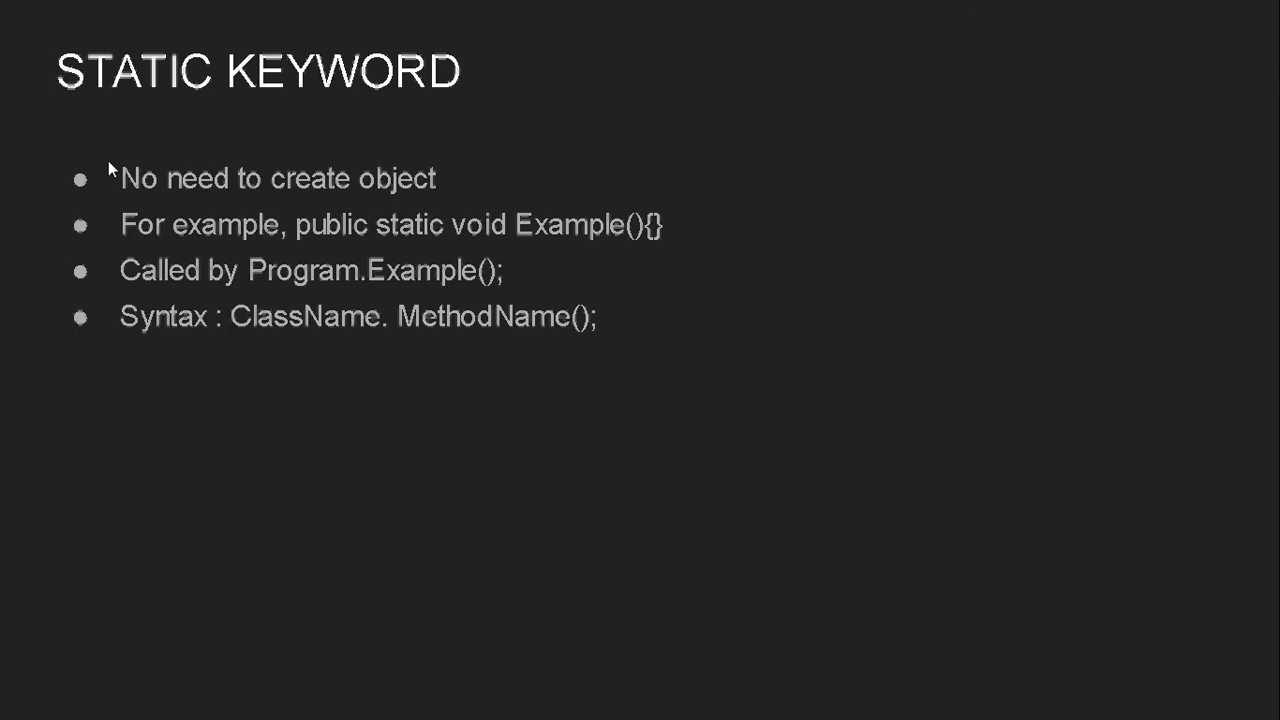 STATIC KEYWORD
● No need to create object
● For example, public static void Example(){}
● Called by Program.Example();
● Syntax : ClassName. MethodName();